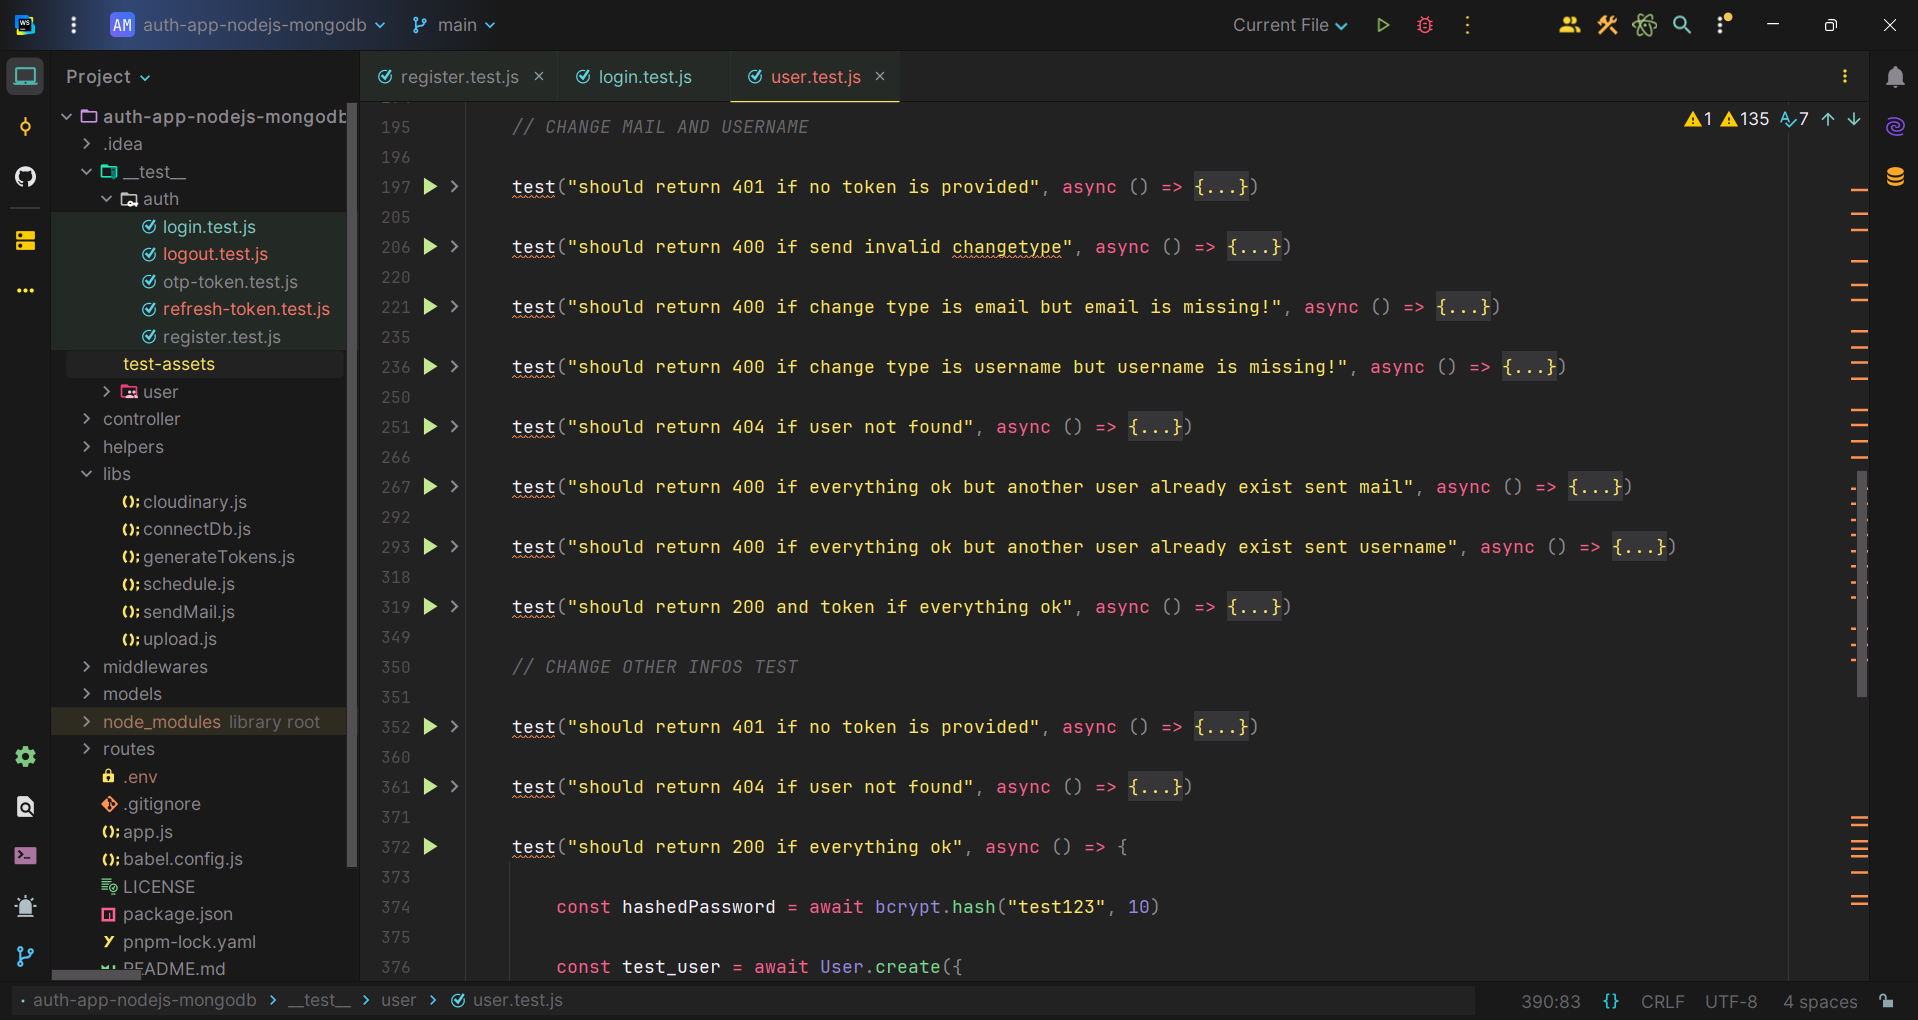 WS
AM auth-app-nodejs-mongodb main Current File
Project
register.test.js login.test.js user.test.js
auth-app-nodejs-mongodb
.idea
__test__
auth
login.test.js
logout.test.js
otp-token.test.js
refresh-token.test.js
register.test.js
test-assets
user
controller
helpers
libs
cloudinary.js
connectDb.js
generateTokens.js
schedule.js
sendMail.js
upload.js
middlewares
models
node_modules library root
routes
.env
.gitignore
app.js
babel.config.js
LICENSE
package.json
pnpm-lock.yaml
README.md
1 135 7
195 // CHANGE MAIL AND USERNAME
196
197 test("should return 401 if no token is provided", async () => {...})
205
206 test("should return 400 if send invalid changetype", async () => {...})
220
221 test("should return 400 if change type is email but email is missing!", async () => {...})
235
236 test("should return 400 if change type is username but username is missing!", async () => {...})
250
251 test("should return 404 if user not found", async () => {...})
266
267 test("should return 400 if everything ok but another user already exist sent mail", async () => {...})
292
293 test("should return 400 if everything ok but another user already exist sent username", async () => {...})
318
319 test("should return 200 and token if everything ok", async () => {...})
349
350 // CHANGE OTHER INFOS TEST
351
352 test("should return 401 if no token is provided", async () => {...})
360
361 test("should return 404 if user not found", async () => {...})
371
372 test("should return 200 if everything ok", async () => {
373
374 const hashedPassword = await bcrypt.hash("test123", 10)
375
376 const test_user = await User.create({
auth-app-nodejs-mongodb > __test__ > user > user.test.js
390:83 {} CRLF UTF-8 4 spaces